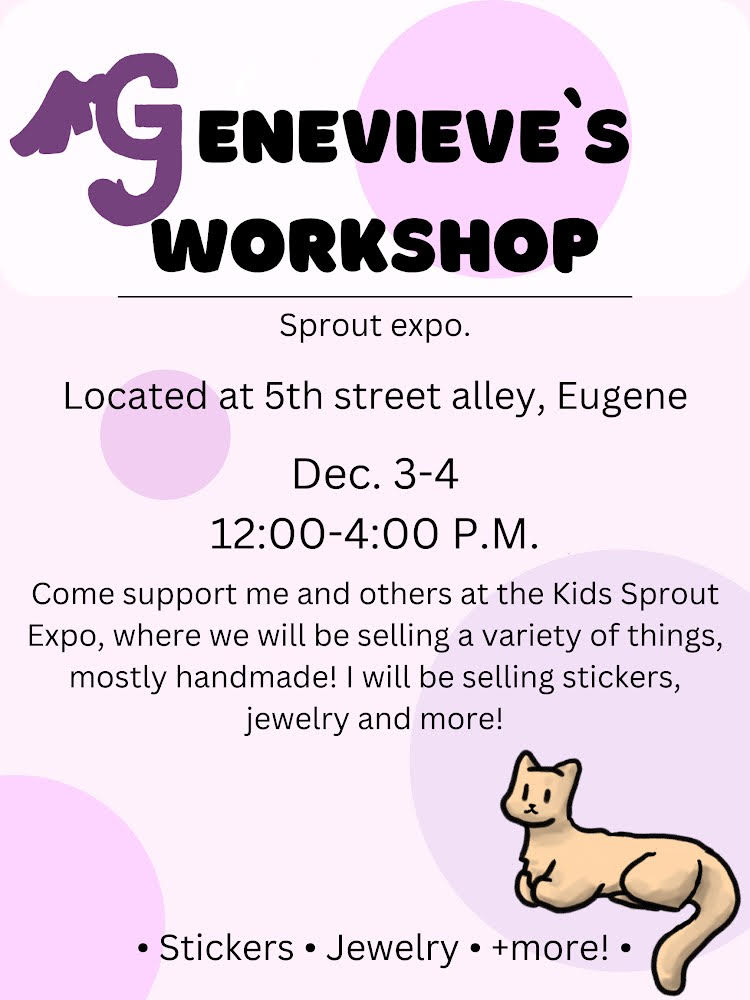 GENEVIEVE`S
WORKSHOP
Sprout expo.
Located at 5th street alley, Eugene
Dec. 3-4
12:00-4:00 P.M.
Come support me and others at the Kids Sprout
Expo, where we will be selling a variety of things,
mostly handmade! I will be selling stickers,
jewelry and more!
• Stickers • Jewelry • +more! •